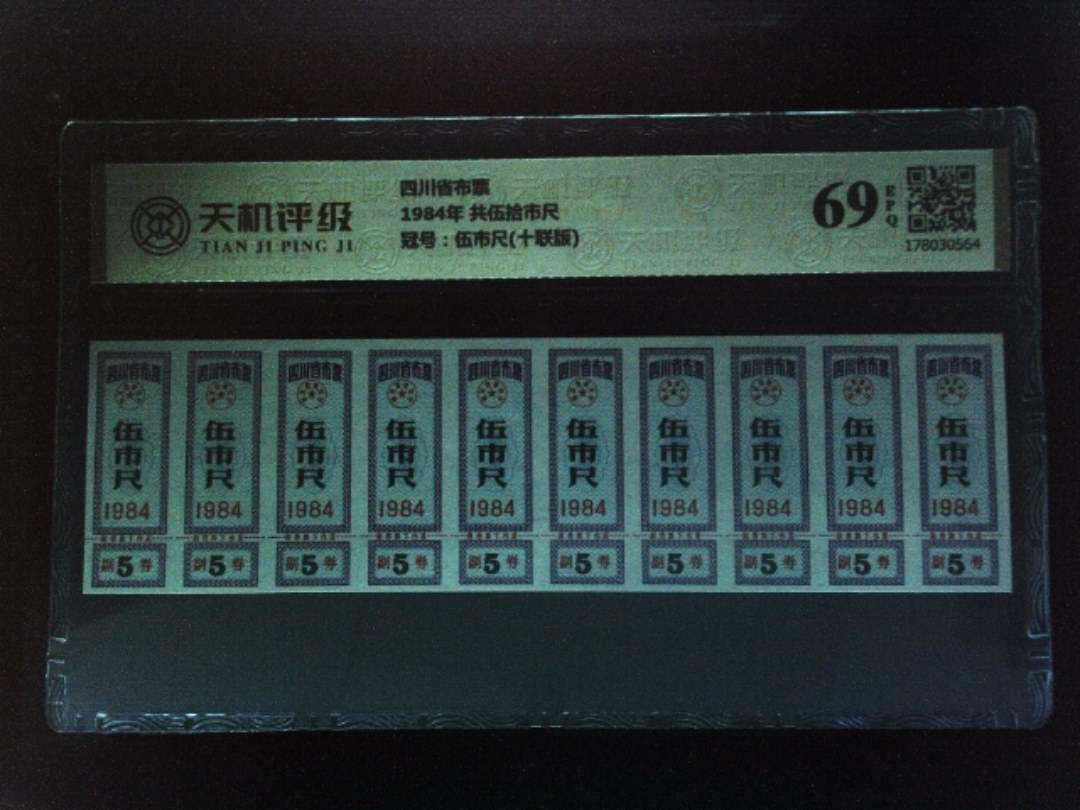 天机评级
TIAN JI PING JI
四川省布票
1984年 共伍拾市尺
冠号：伍市尺(十联版)
69
EPQ
178030564
四川省布票 四川省布票 四川省布票 四川省布票 四川省布票 四川省布票 四川省布票 四川省布票 四川省布票 四川省布票
伍市尺 伍市尺 伍市尺 伍市尺 伍市尺 伍市尺 伍市尺 伍市尺 伍市尺 伍市尺
1984 1984 1984 1984 1984 1984 1984 1984 1984 1984
副5券 副5券 副5券 副5券 副5券 副5券 副5券 副5券 副5券 副5券